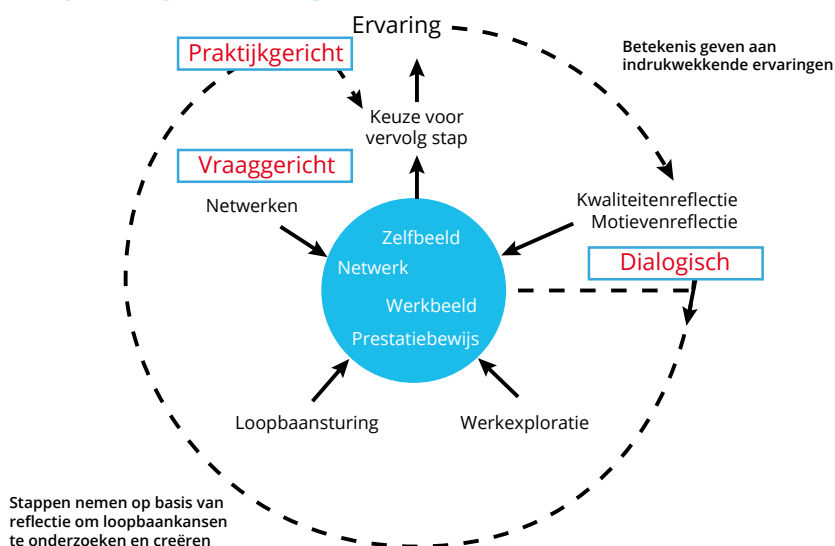 Ervaring
Praktijkgericht
Betekenis geven aan
indrukwekkende ervaringen
Keuze voor
vervolg stap
Vraaggericht
Netwerken
Kwaliteitenreflectie
Motievenreflectie
Zelfbeeld
Netwerk
Werkbeeld
Prestatiebewijs
Dialogisch
Loopbaansturing
Werkexploratie
Stappen nemen op basis van
reflectie om loopbaankansen
te onderzoeken en creëren